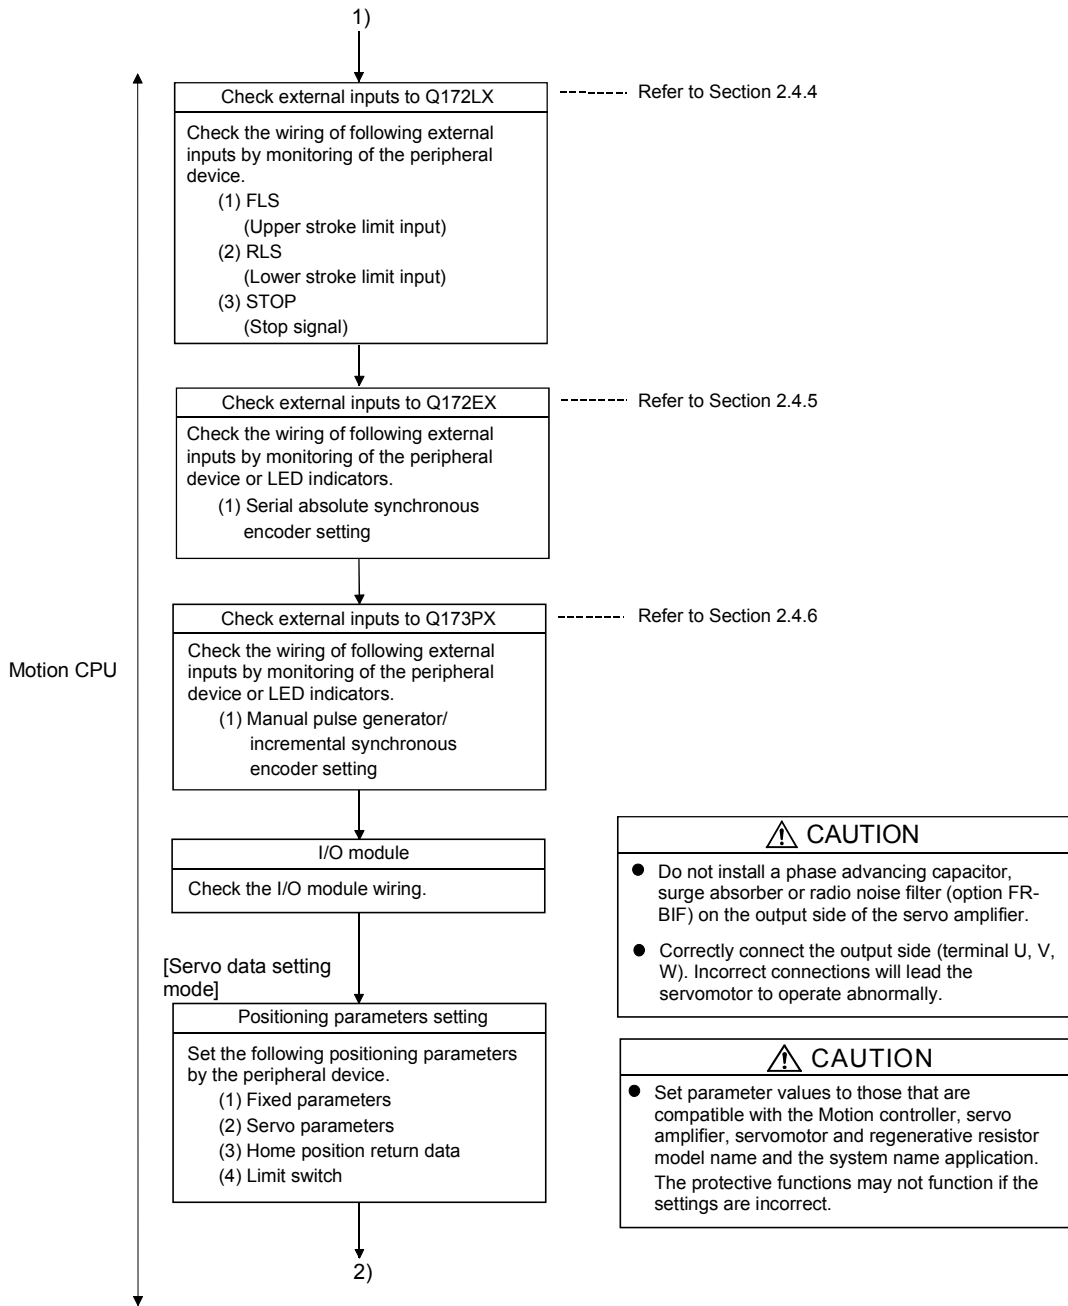 1)
Check external inputs to Q172LX
Refer to Section 2.4.4
Check the wiring of following external
inputs by monitoring of the peripheral
device.
(1) FLS
(Upper stroke limit input)
(2) RLS
(Lower stroke limit input)
(3) STOP
(Stop signal)
Check external inputs to Q172EX
Refer to Section 2.4.5
Check the wiring of following external
inputs by monitoring of the peripheral
device or LED indicators.
(1) Serial absolute synchronous
encoder setting
Check external inputs to Q173PX
Refer to Section 2.4.6
Check the wiring of following external
inputs by monitoring of the peripheral
device or LED indicators.
(1) Manual pulse generator/
incremental synchronous
encoder setting
Motion CPU
I/O module
Check the I/O module wiring.
[Servo data setting
mode]
Positioning parameters setting
Set the following positioning parameters
by the peripheral device.
(1) Fixed parameters
(2) Servo parameters
(3) Home position return data
(4) Limit switch
2)
CAUTION
● Do not install a phase advancing capacitor,
surge absorber or radio noise filter (option FR-
BIF) on the output side of the servo amplifier.
● Correctly connect the output side (terminal U, V,
W). Incorrect connections will lead the
servomotor to operate abnormally.
CAUTION
● Set parameter values to those that are
compatible with the Motion controller, servo
amplifier, servomotor and regenerative resistor
model name and the system name application.
The protective functions may not function if the
settings are incorrect.